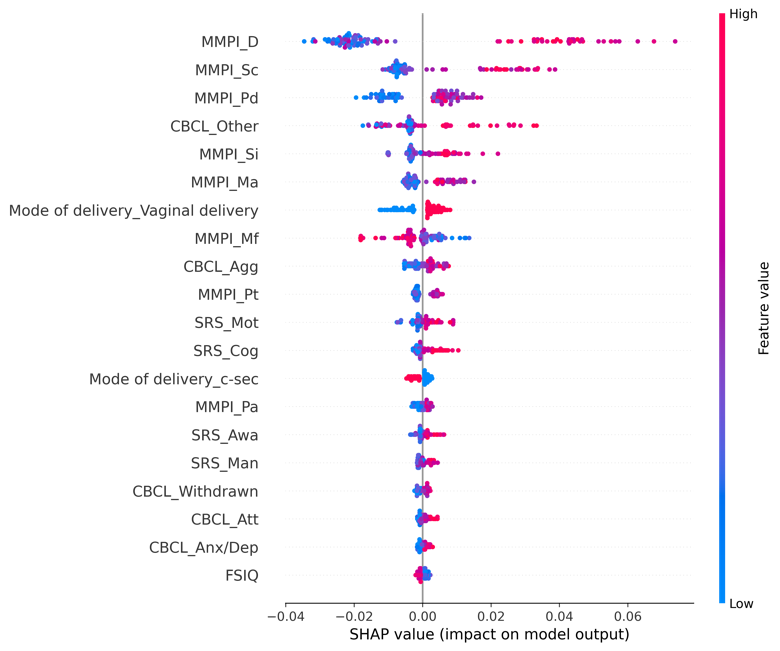 High
MMPI_D
MMPI_Sc
MMPI_Pd
CBCL_Other
MMPI_Si
MMPI_Ma
Mode of delivery_Vaginal delivery
MMPI_Mf
CBCL_Agg
MMPI_Pt
SRS_Mot
SRS_Cog
Mode of delivery_c-sec
MMPI_Pa
SRS_Awa
SRS_Man
CBCL_Withdrawn
CBCL_Att
CBCL_Anx/Dep
FSIQ
Feature value
Low
−0.04 −0.02 0.00 0.02 0.04 0.06
SHAP value (impact on model output)